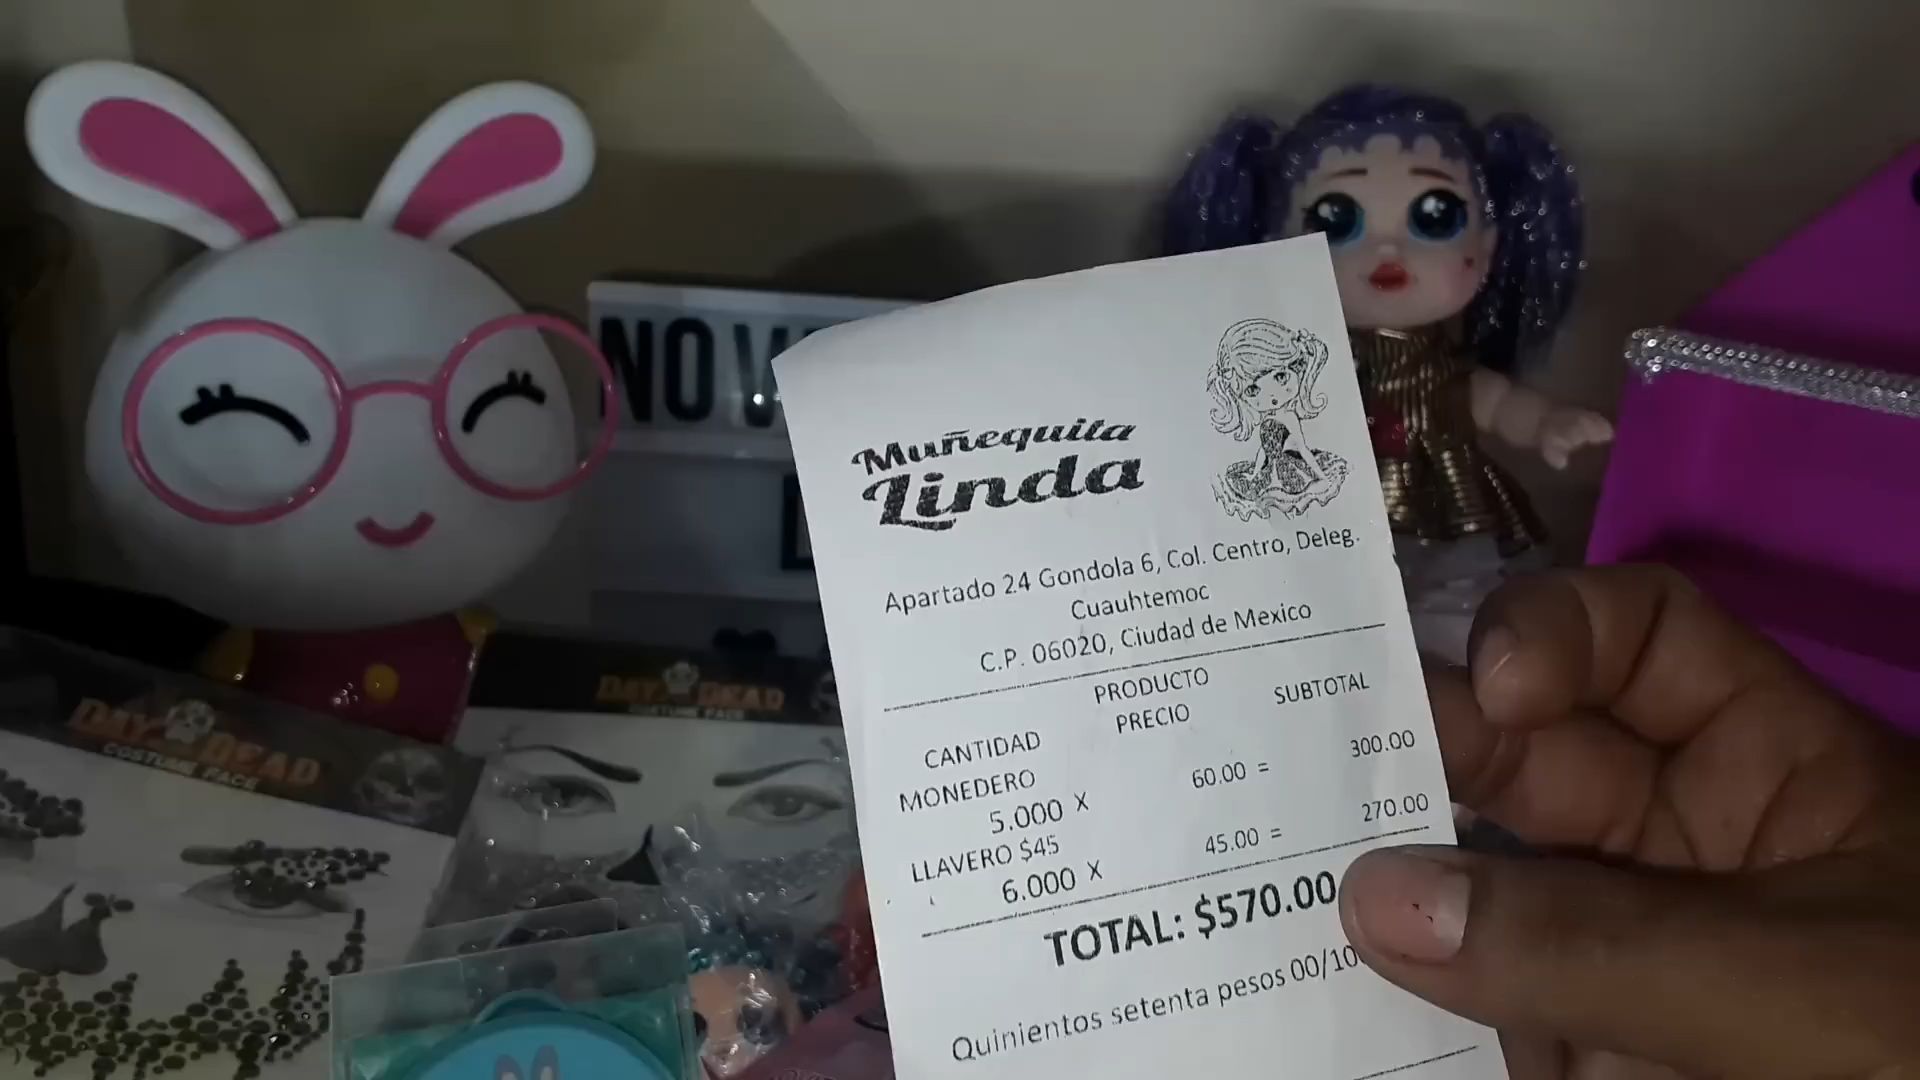 NOV
Muñequita
Linda
Apartado 24 Gondola 6, Col. Centro, Deleg.
Cuauhtemoc
C.P. 06020, Ciudad de Mexico
CANTIDAD PRODUCTO PRECIO SUBTOTAL
MONEDERO
5.000 X 60.00 = 300.00
LLAVERO $45
6.000 X 45.00 = 270.00
TOTAL: $570.00
Quinientos setenta pesos 00/10
DAY DEAD
COSTUME FACE
DAY DEAD
COSTUME FACE